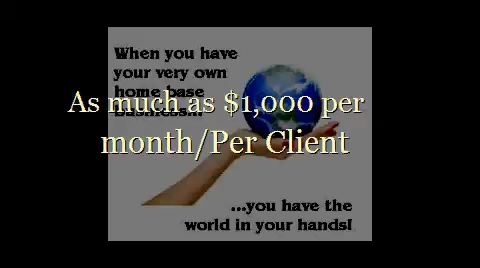 When you have
your very own
home base
business...
As much as $1,000 per
month/Per Client
...you have the
world in your hands!